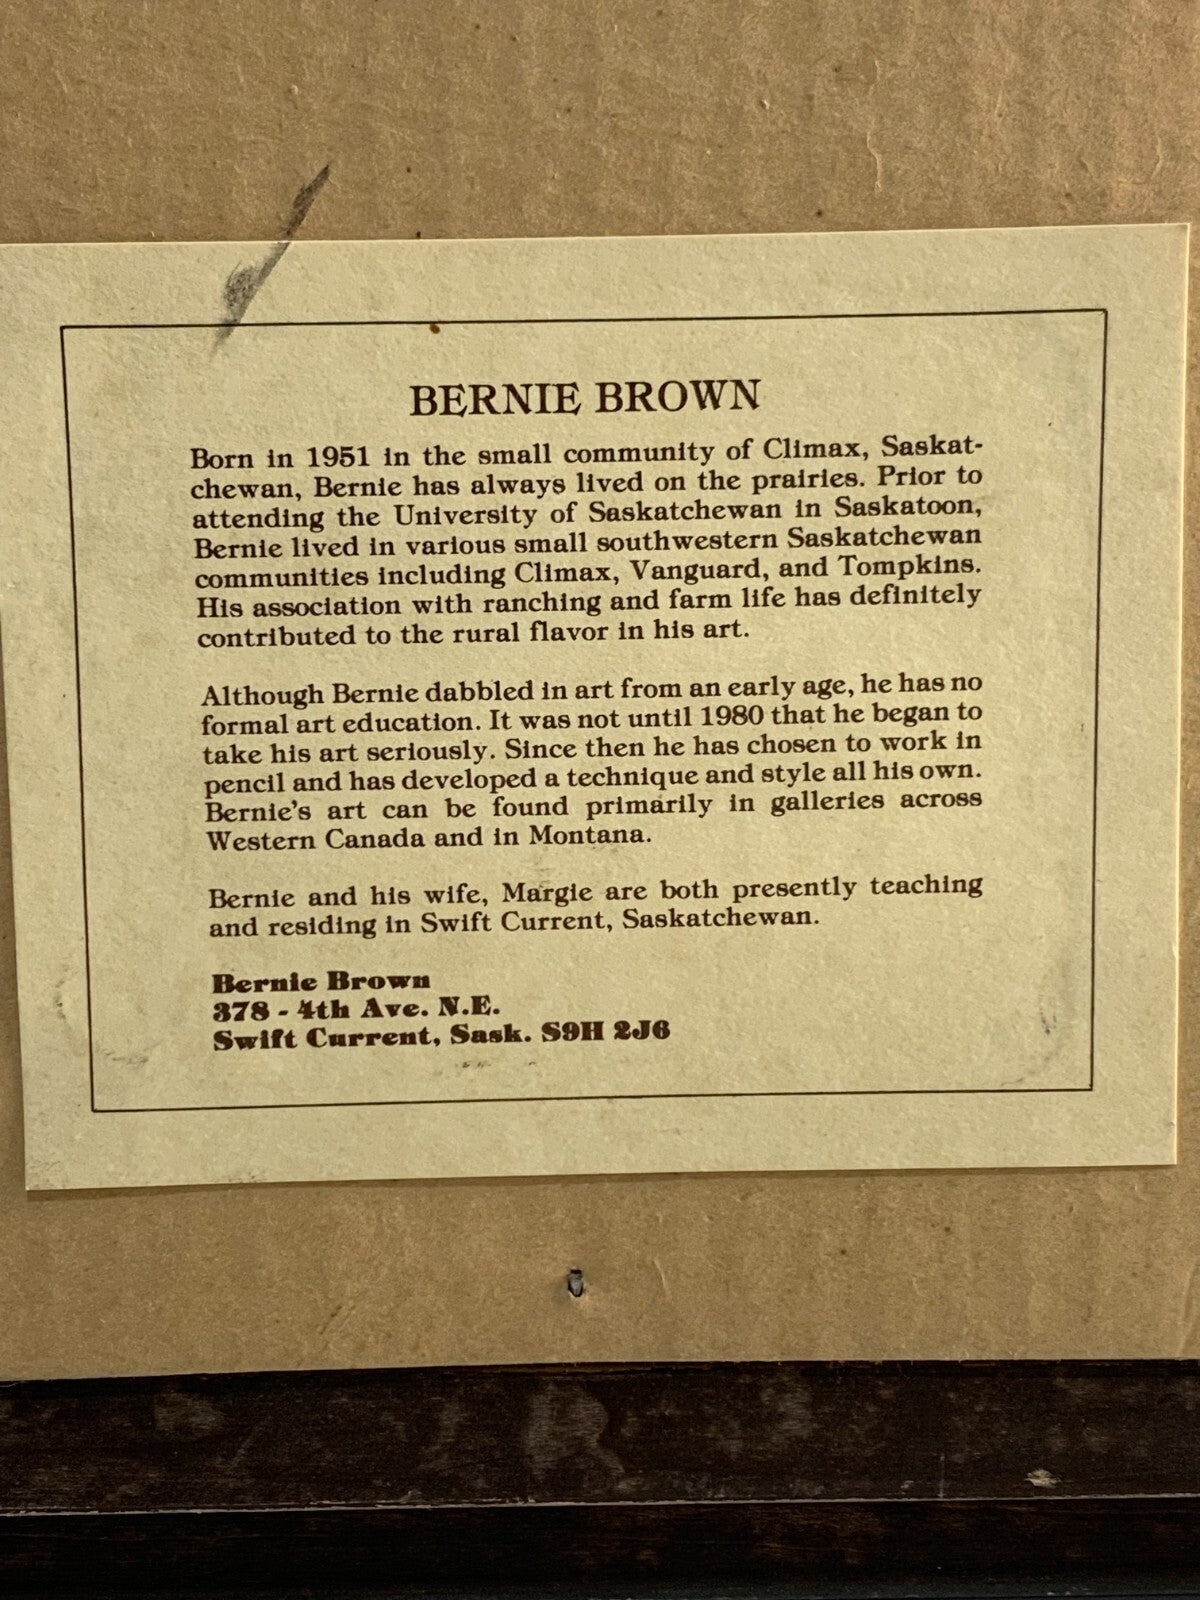 BERNIE BROWN
Born in 1951 in the small community of Climax, Saskat-
chewan, Bernie has always lived on the prairies. Prior to
attending the University of Saskatchewan in Saskatoon,
Bernie lived in various small southwestern Saskatchewan
communities including Climax, Vanguard, and Tompkins.
His association with ranching and farm life has definitely
contributed to the rural flavor in his art.
Although Bernie dabbled in art from an early age, he has no
formal art education. It was not until 1980 that he began to
take his art seriously. Since then he has chosen to work in
pencil and has developed a technique and style all his own.
Bernie's art can be found primarily in galleries across
Western Canada and in Montana.
Bernie and his wife, Margie are both presently teaching
and residing in Swift Current, Saskatchewan.
Bernie Brown
378 - 4th Ave. N.E.
Swift Current, Sask. S9H 2J6